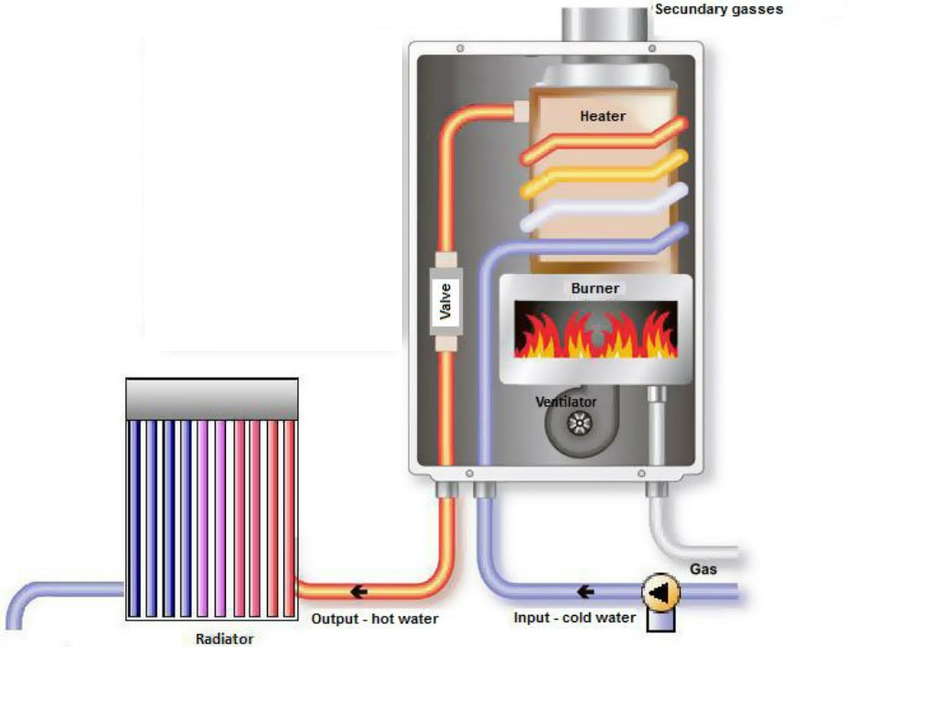 Secundary gasses
Heater
Valve
Burner
Ventilator
Gas
Output - hot water
Input - cold water
Radiator